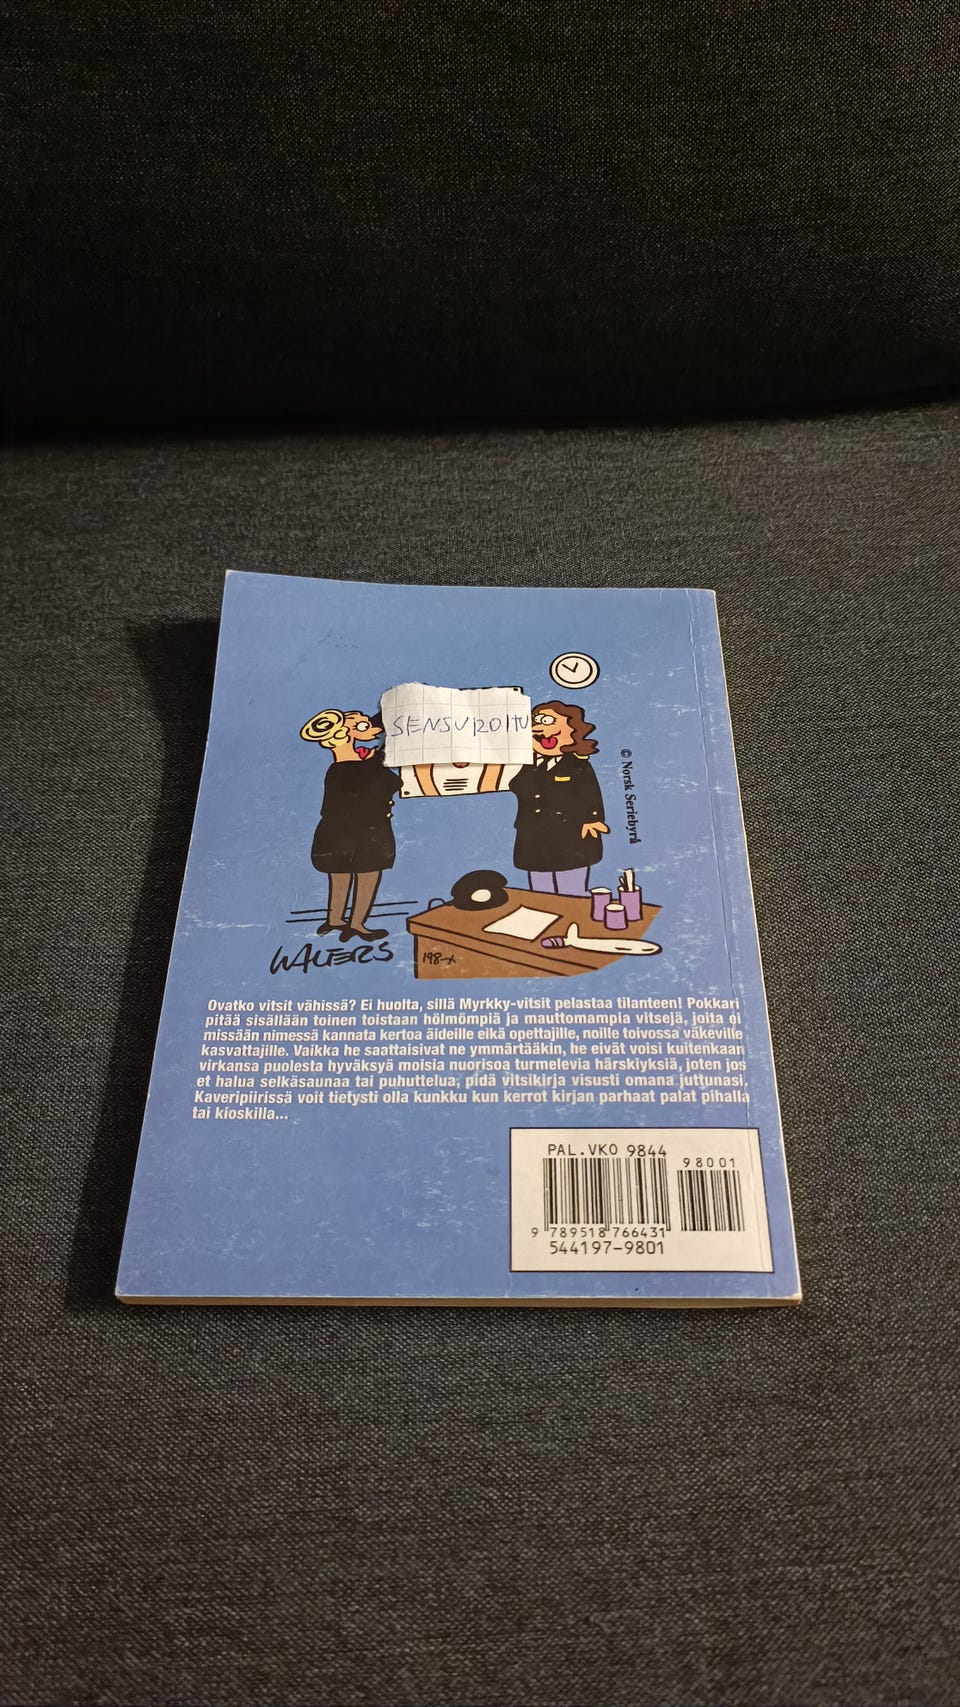 SENSUROITU
© Norsk Seriebyrå
WALTERS
198-x
Ovatko vitsit vähissä? Ei huolta, sillä Myrkky-vitsit pelastaa tilanteen! Pokkari
pitää sisällään toinen toistaan hölmömpiä ja mauttomampia vitsejä, joita ei
missään nimessä kannata kertoa äideille eikä opettajille, noille toivossa väkeville
kasvattajille. Vaikka he saattaisivat ne ymmärtääkin, he eivät voisi kuitenkaan
virkansa puolesta hyväksyä moisia nuorisoa turmelevia härskiyksiä, joten jos
et halua selkäsaunaa tai puhuttelua, pidä vitsikirja visusti omana juttunasi.
Kaveripiirissä voit tietysti olla kunkku kun kerrot kirjan parhaat palat pihalla
tai kioskilla...
PAL.VKO 9844
98001
9 789518 766431
544197-9801